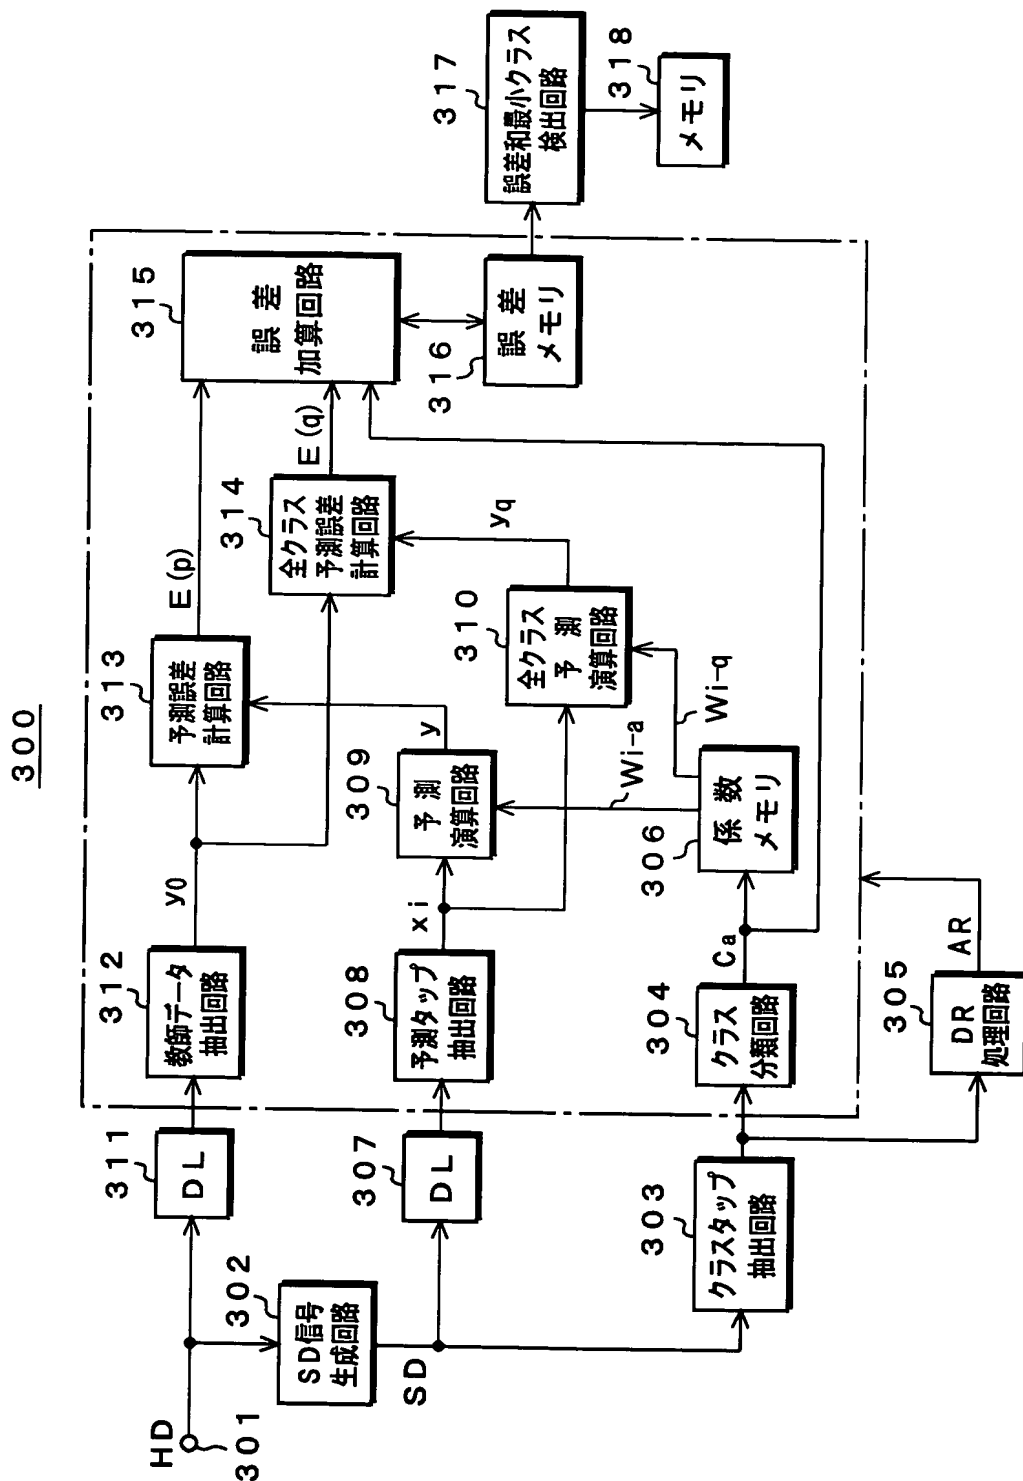 300
HD
301
SD信号
生成回路
302
SD
DL
311
DL
307
クラスタップ
抽出回路
303
教師データ
抽出回路
312
y0
予測タップ
抽出回路
308
xi
クラス
分類回路
304
Ca
DR
処理回路
305
AR
予測誤差
計算回路
313
E(p)
予測
演算回路
309
y
係数
メモリ
306
Wi-a
Wi-q
全クラス
予測
演算回路
310
yq
全クラス
予測誤差
計算回路
314
E(q)
誤差
加算回路
315
誤差
メモリ
316
誤差和最小クラス
検出回路
317
メモリ
318